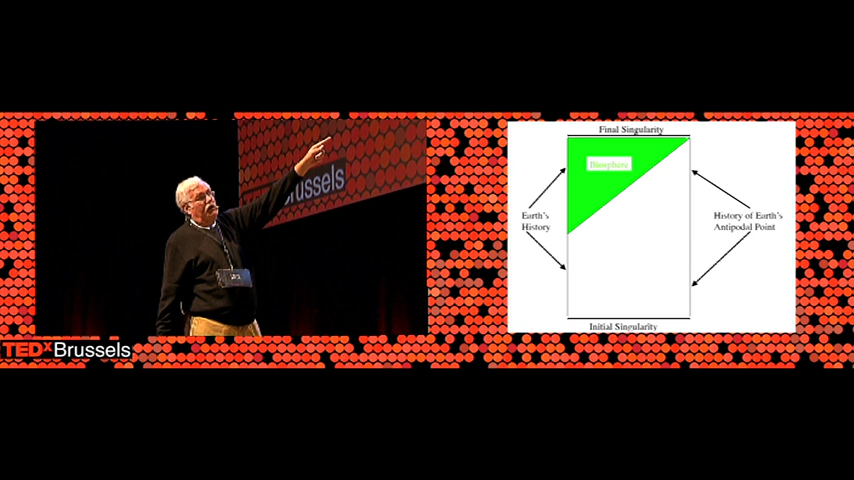 Brussels
TEDxBrussels
Final Singularity
Biosphere
Earth's
History
History of Earth's
Antipodal Point
Initial Singularity